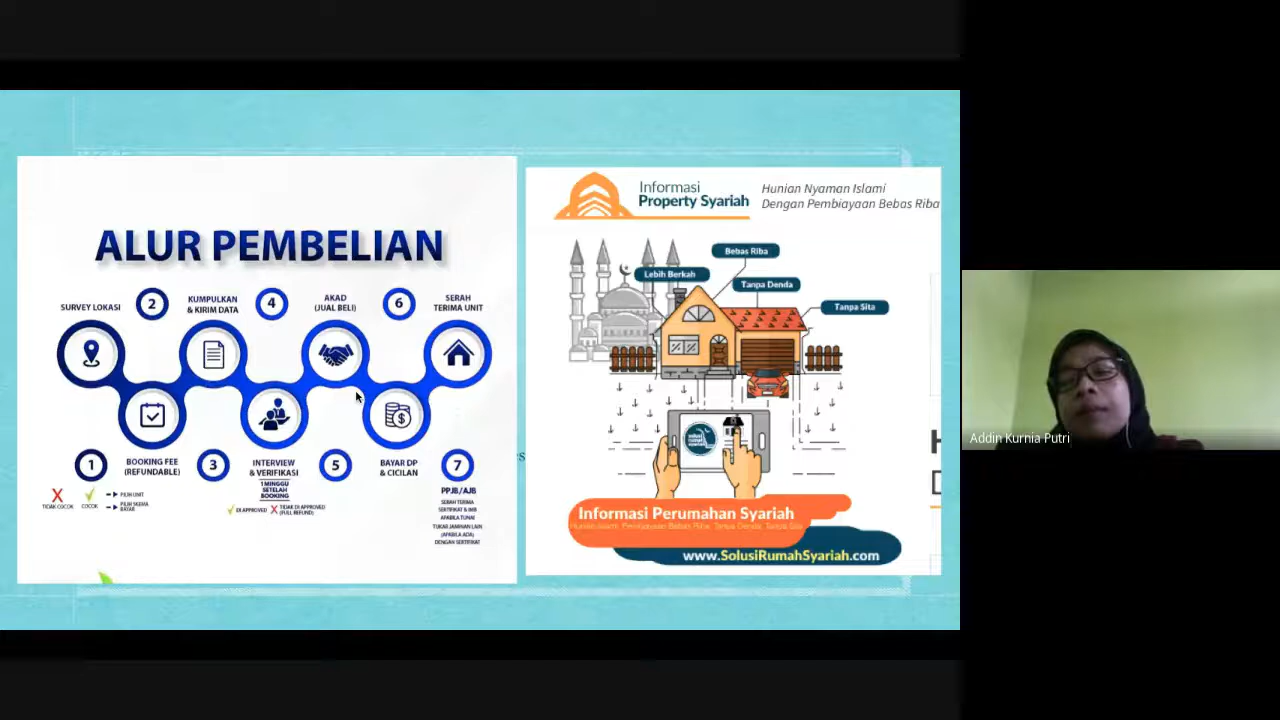 ALUR PEMBELIAN
SURVEY LOKASI
2
KUMPULKAN
& KIRIM DATA
4
AKAD
(JUAL BELI)
6
SERAH
TERIMA UNIT
1
BOOKING FEE
(REFUNDABLE)
3
INTERVIEW
& VERIFIKASI
1 MINGGU
SETELAH
BOOKING
5
BAYAR DP
& CICILAN
7
PPJB/AJB
TIDAK COCOK
COCOK
PILIH UNIT
PILIH SKEMA
BAYAR
DI APPROVED
TIDAK DI APPROVED
(FULL REFUND)
SERAH TERIMA
SERTIFIKAT & IMB
APABILA TUNAI
TUKAR JAMINAN LAIN
(APABILA ADA)
DENGAN SERTIFIKAT
Informasi
Property Syariah
Hunian Nyaman Islami
Dengan Pembiayaan Bebas Riba
Bebas Riba
Lebih Berkah
Tanpa Denda
Tanpa Sita
solusi
rumah
syariah
Informasi Perumahan Syariah
Hunian Islami, Pembiayaan Bebas Riba, Tanpa Denda, Tanpa Sita
www.SolusiRumahSyariah.com
Addin Kurnia Putri